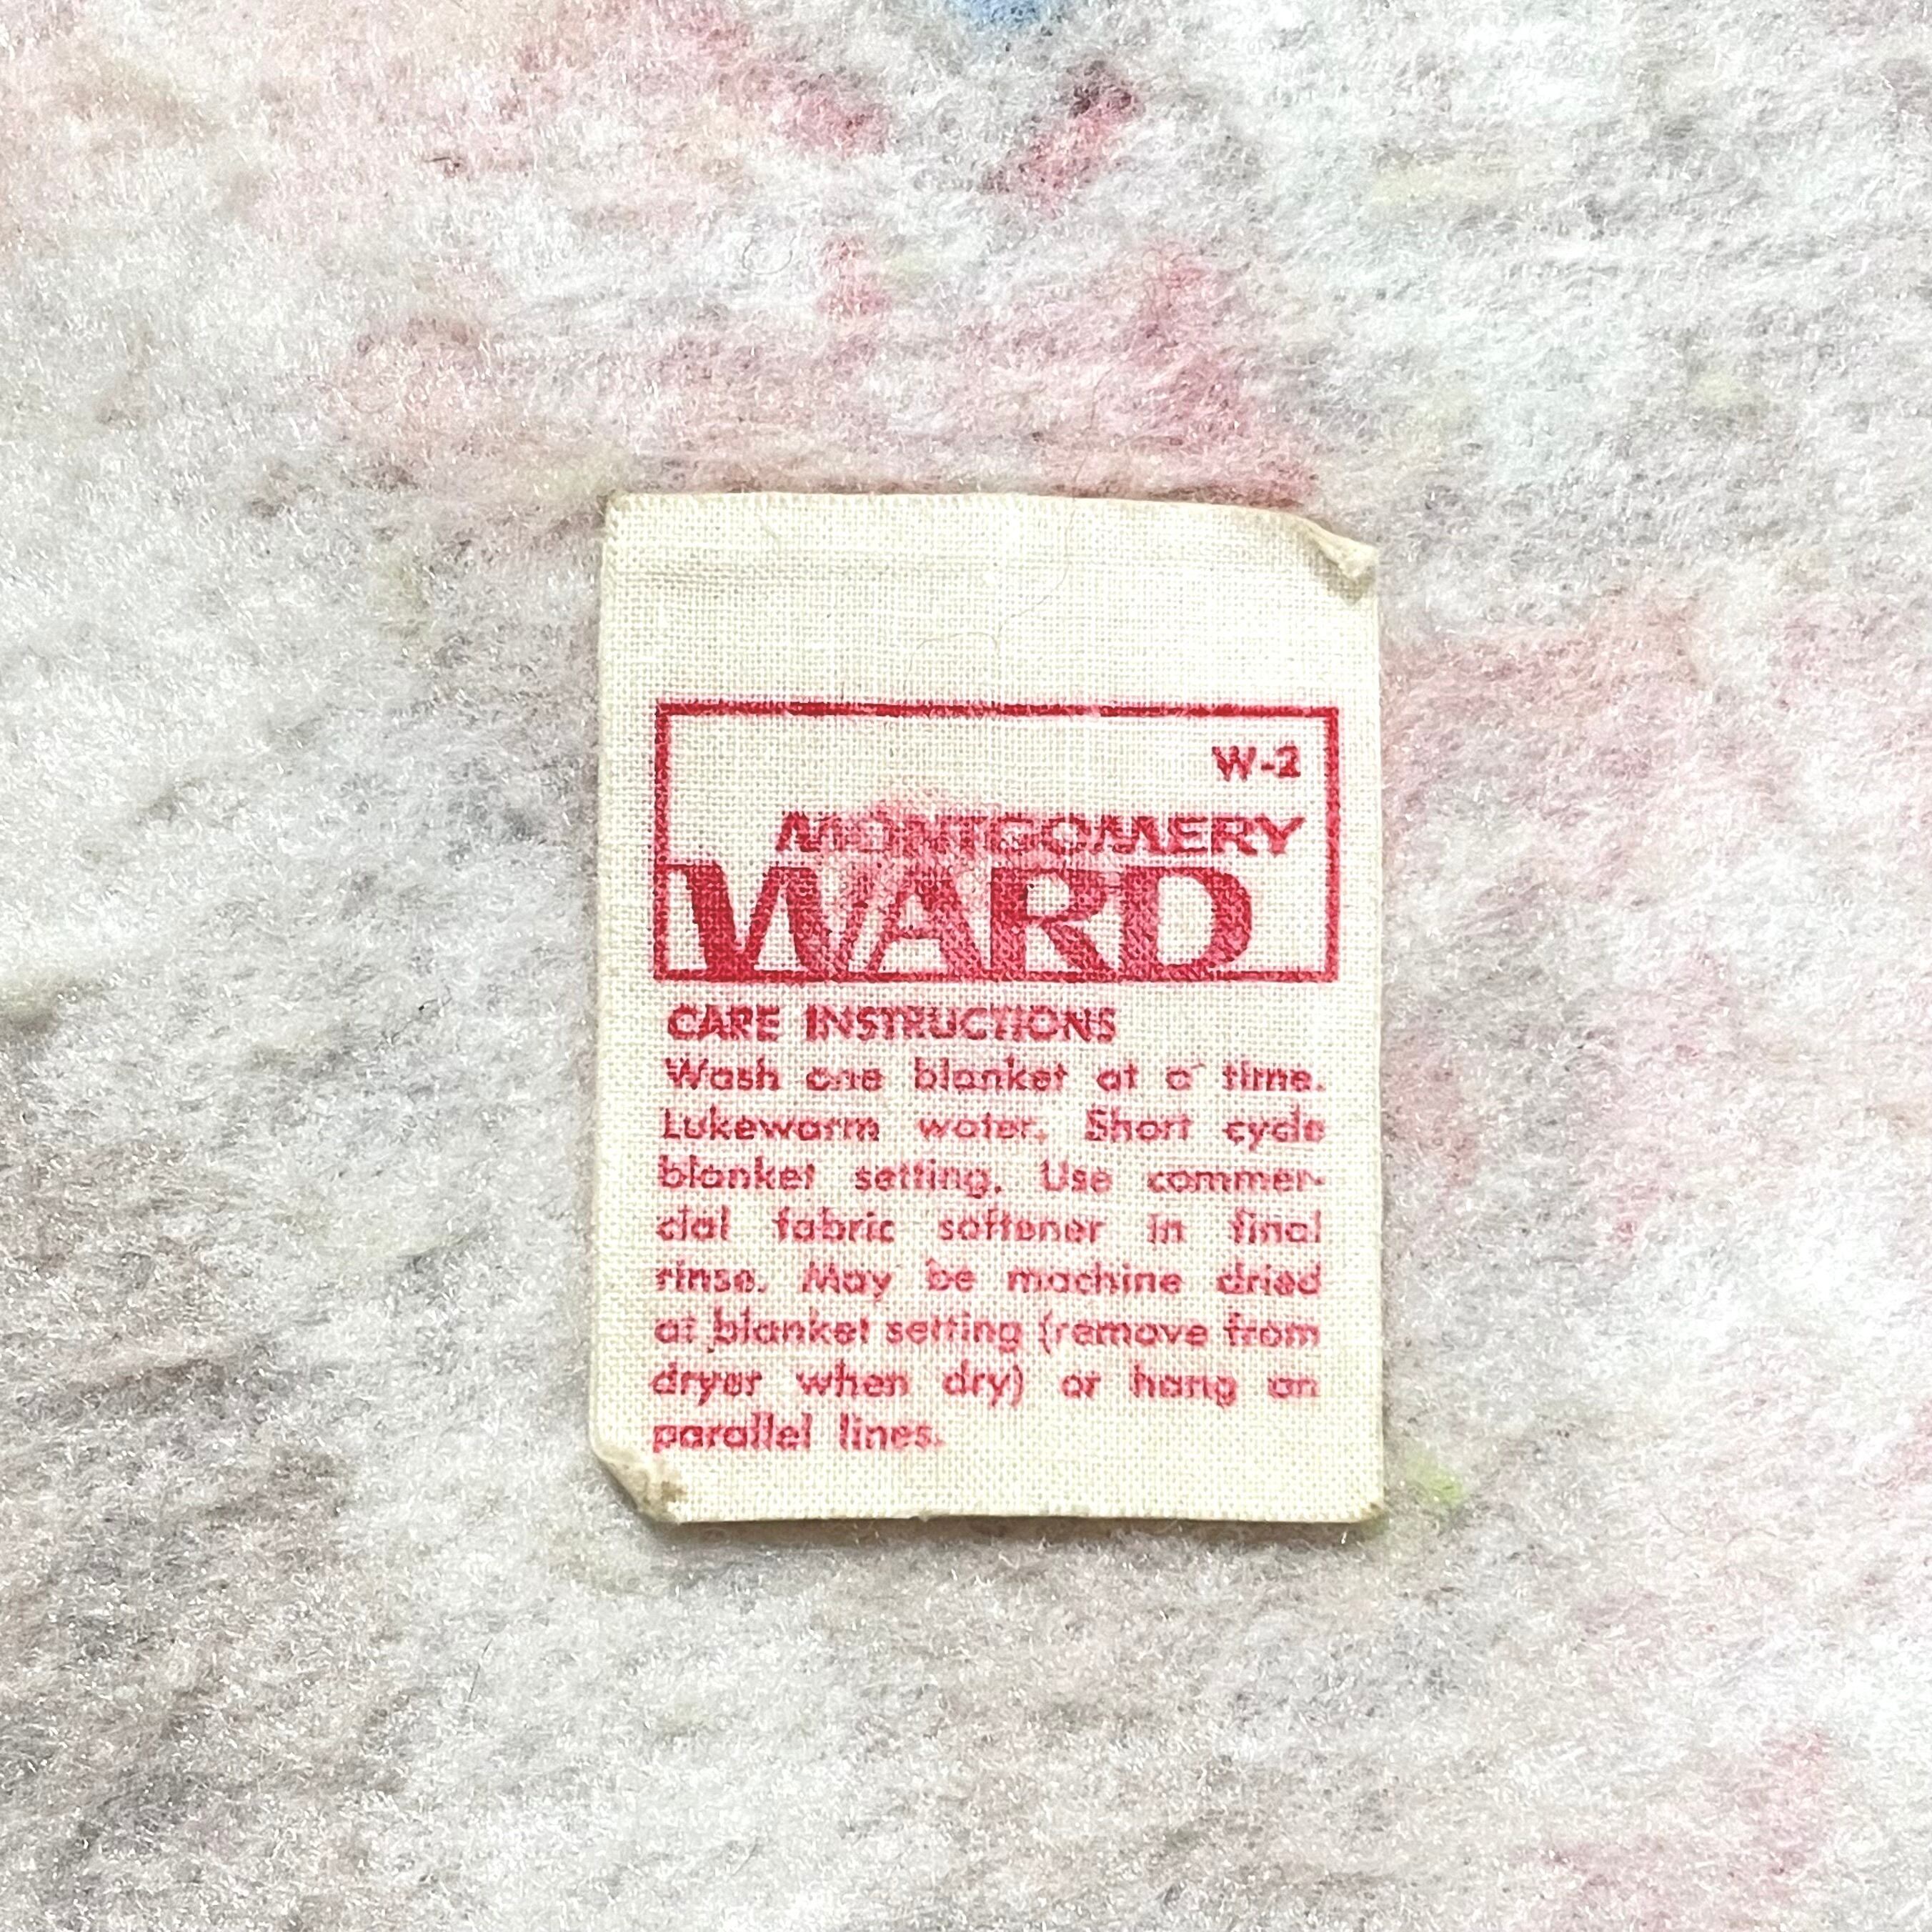 W-2
MONTGOMERY
WARD
CARE INSTRUCTIONS
Wash one blanket at a time.
Lukewarm water. Short cycle
blanket setting. Use commer-
cial fabric softener in final
rinse. May be machine dried
at blanket setting (remove from
dryer when dry) or hang on
parallel lines.